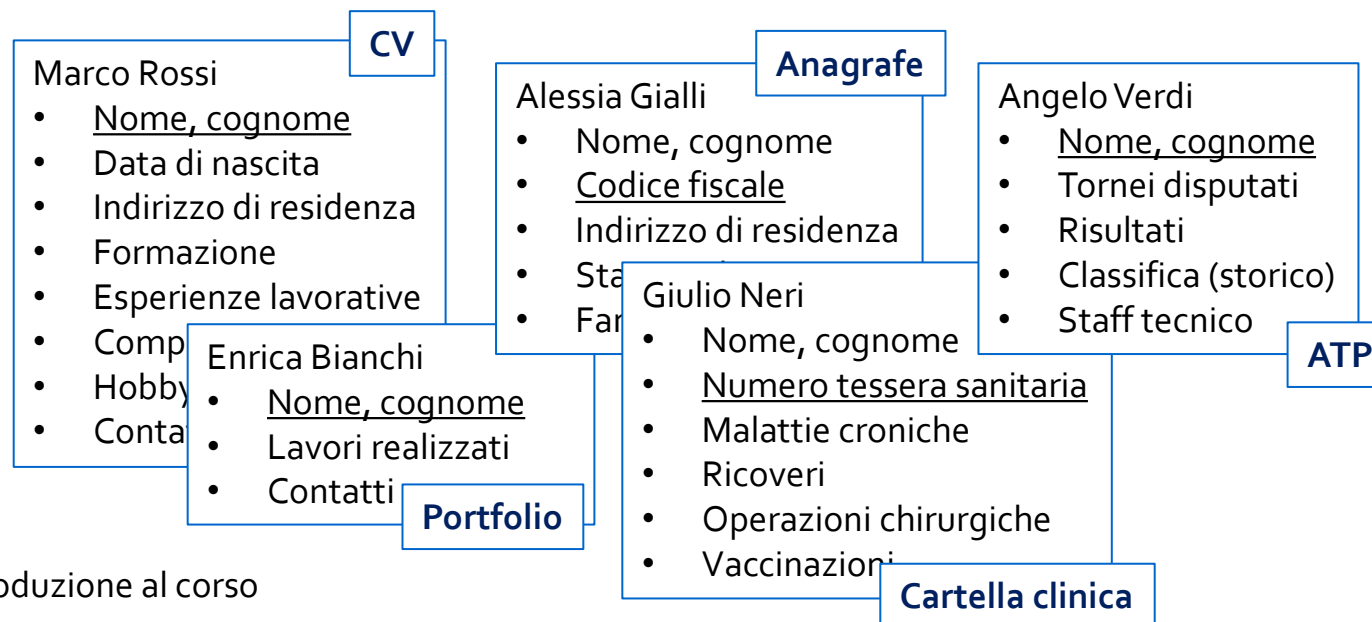 CV
Marco Rossi
• Nome, cognome
• Data di nascita
• Indirizzo di residenza
• Formazione
• Esperienze lavorative
• Comp
• Hobby
• Conta
Enrica Bianchi
• Nome, cognome
• Lavori realizzati
• Contatti
Portfolio
Anagrafe
Alessia Gialli
• Nome, cognome
• Codice fiscale
• Indirizzo di residenza
• Sta
• Fa
Giulio Neri
• Nome, cognome
• Numero tessera sanitaria
• Malattie croniche
• Ricoveri
• Operazioni chirurgiche
• Vaccinazioni
Cartella clinica
Angelo Verdi
• Nome, cognome
• Tornei disputati
• Risultati
• Classifica (storico)
• Staff tecnico
ATP
oduzione al corso